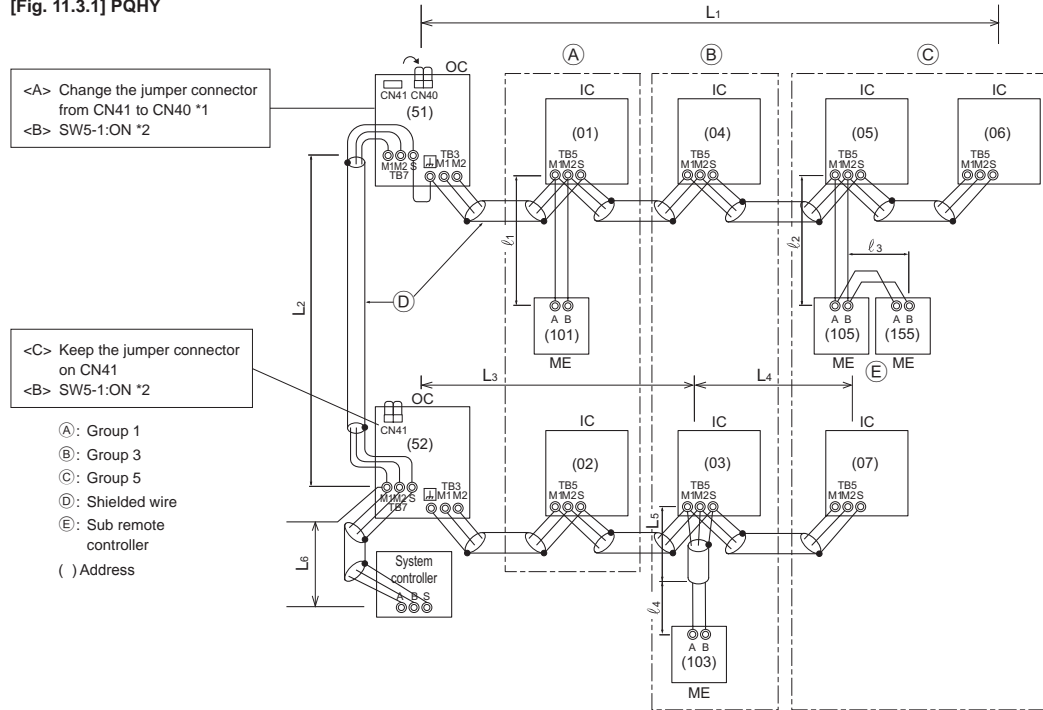 [Fig. 11.3.1] PQHY
L1
A
B
C
<A> Change the jumper connector
from CN41 to CN40 *1
<B> SW5-1:ON *2
OC
CN41 CN40
(51)
M1M2 S
TB7
TB3
M1 M2
IC
(01)
TB5
M1M2S
IC
(04)
TB5
M1M2S
IC
(05)
TB5
M1M2S
IC
(06)
TB5
M1M2S
L2
D
ℓ1
ℓ2
ℓ3
A B
(101)
ME
A B
(105)
ME
A B
(155)
ME
E
<C> Keep the jumper connector
on CN41
<B> SW5-1:ON *2
L3
L4
OC
CN41
(52)
M1M2 S
TB7
TB3
M1 M2
IC
(02)
TB5
M1M2S
IC
(03)
TB5
M1M2S
IC
(07)
TB5
M1M2S
A: Group 1
B: Group 3
C: Group 5
D: Shielded wire
E: Sub remote
controller
( ) Address
L6
System
controller
A B S
L5
ℓ4
A B
(103)
ME